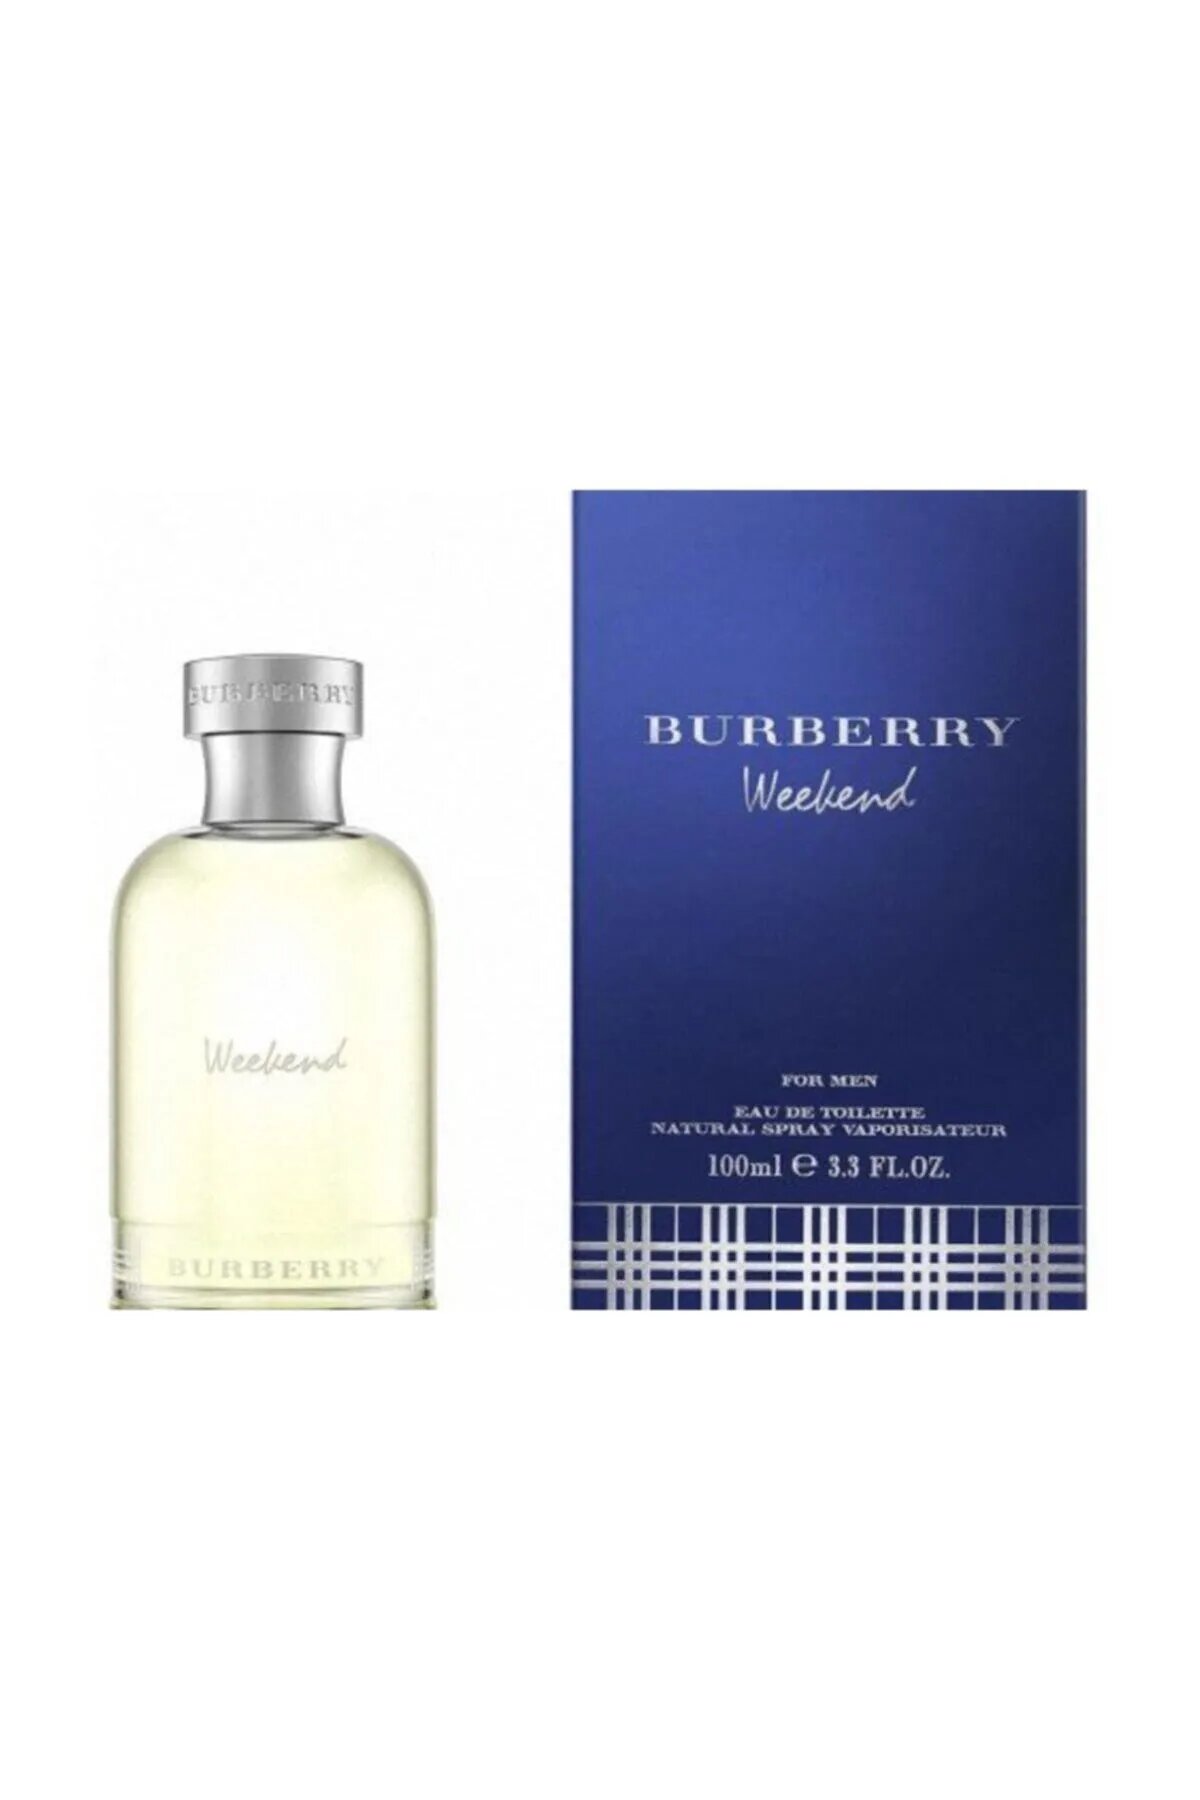 BURBERRY
Weekend
BURBERRY
BURBERRY
Weekend
FOR MEN
EAU DE TOILETTE
NATURAL SPRAY VAPORISATEUR
100ml ℮ 3.3 FL.OZ.